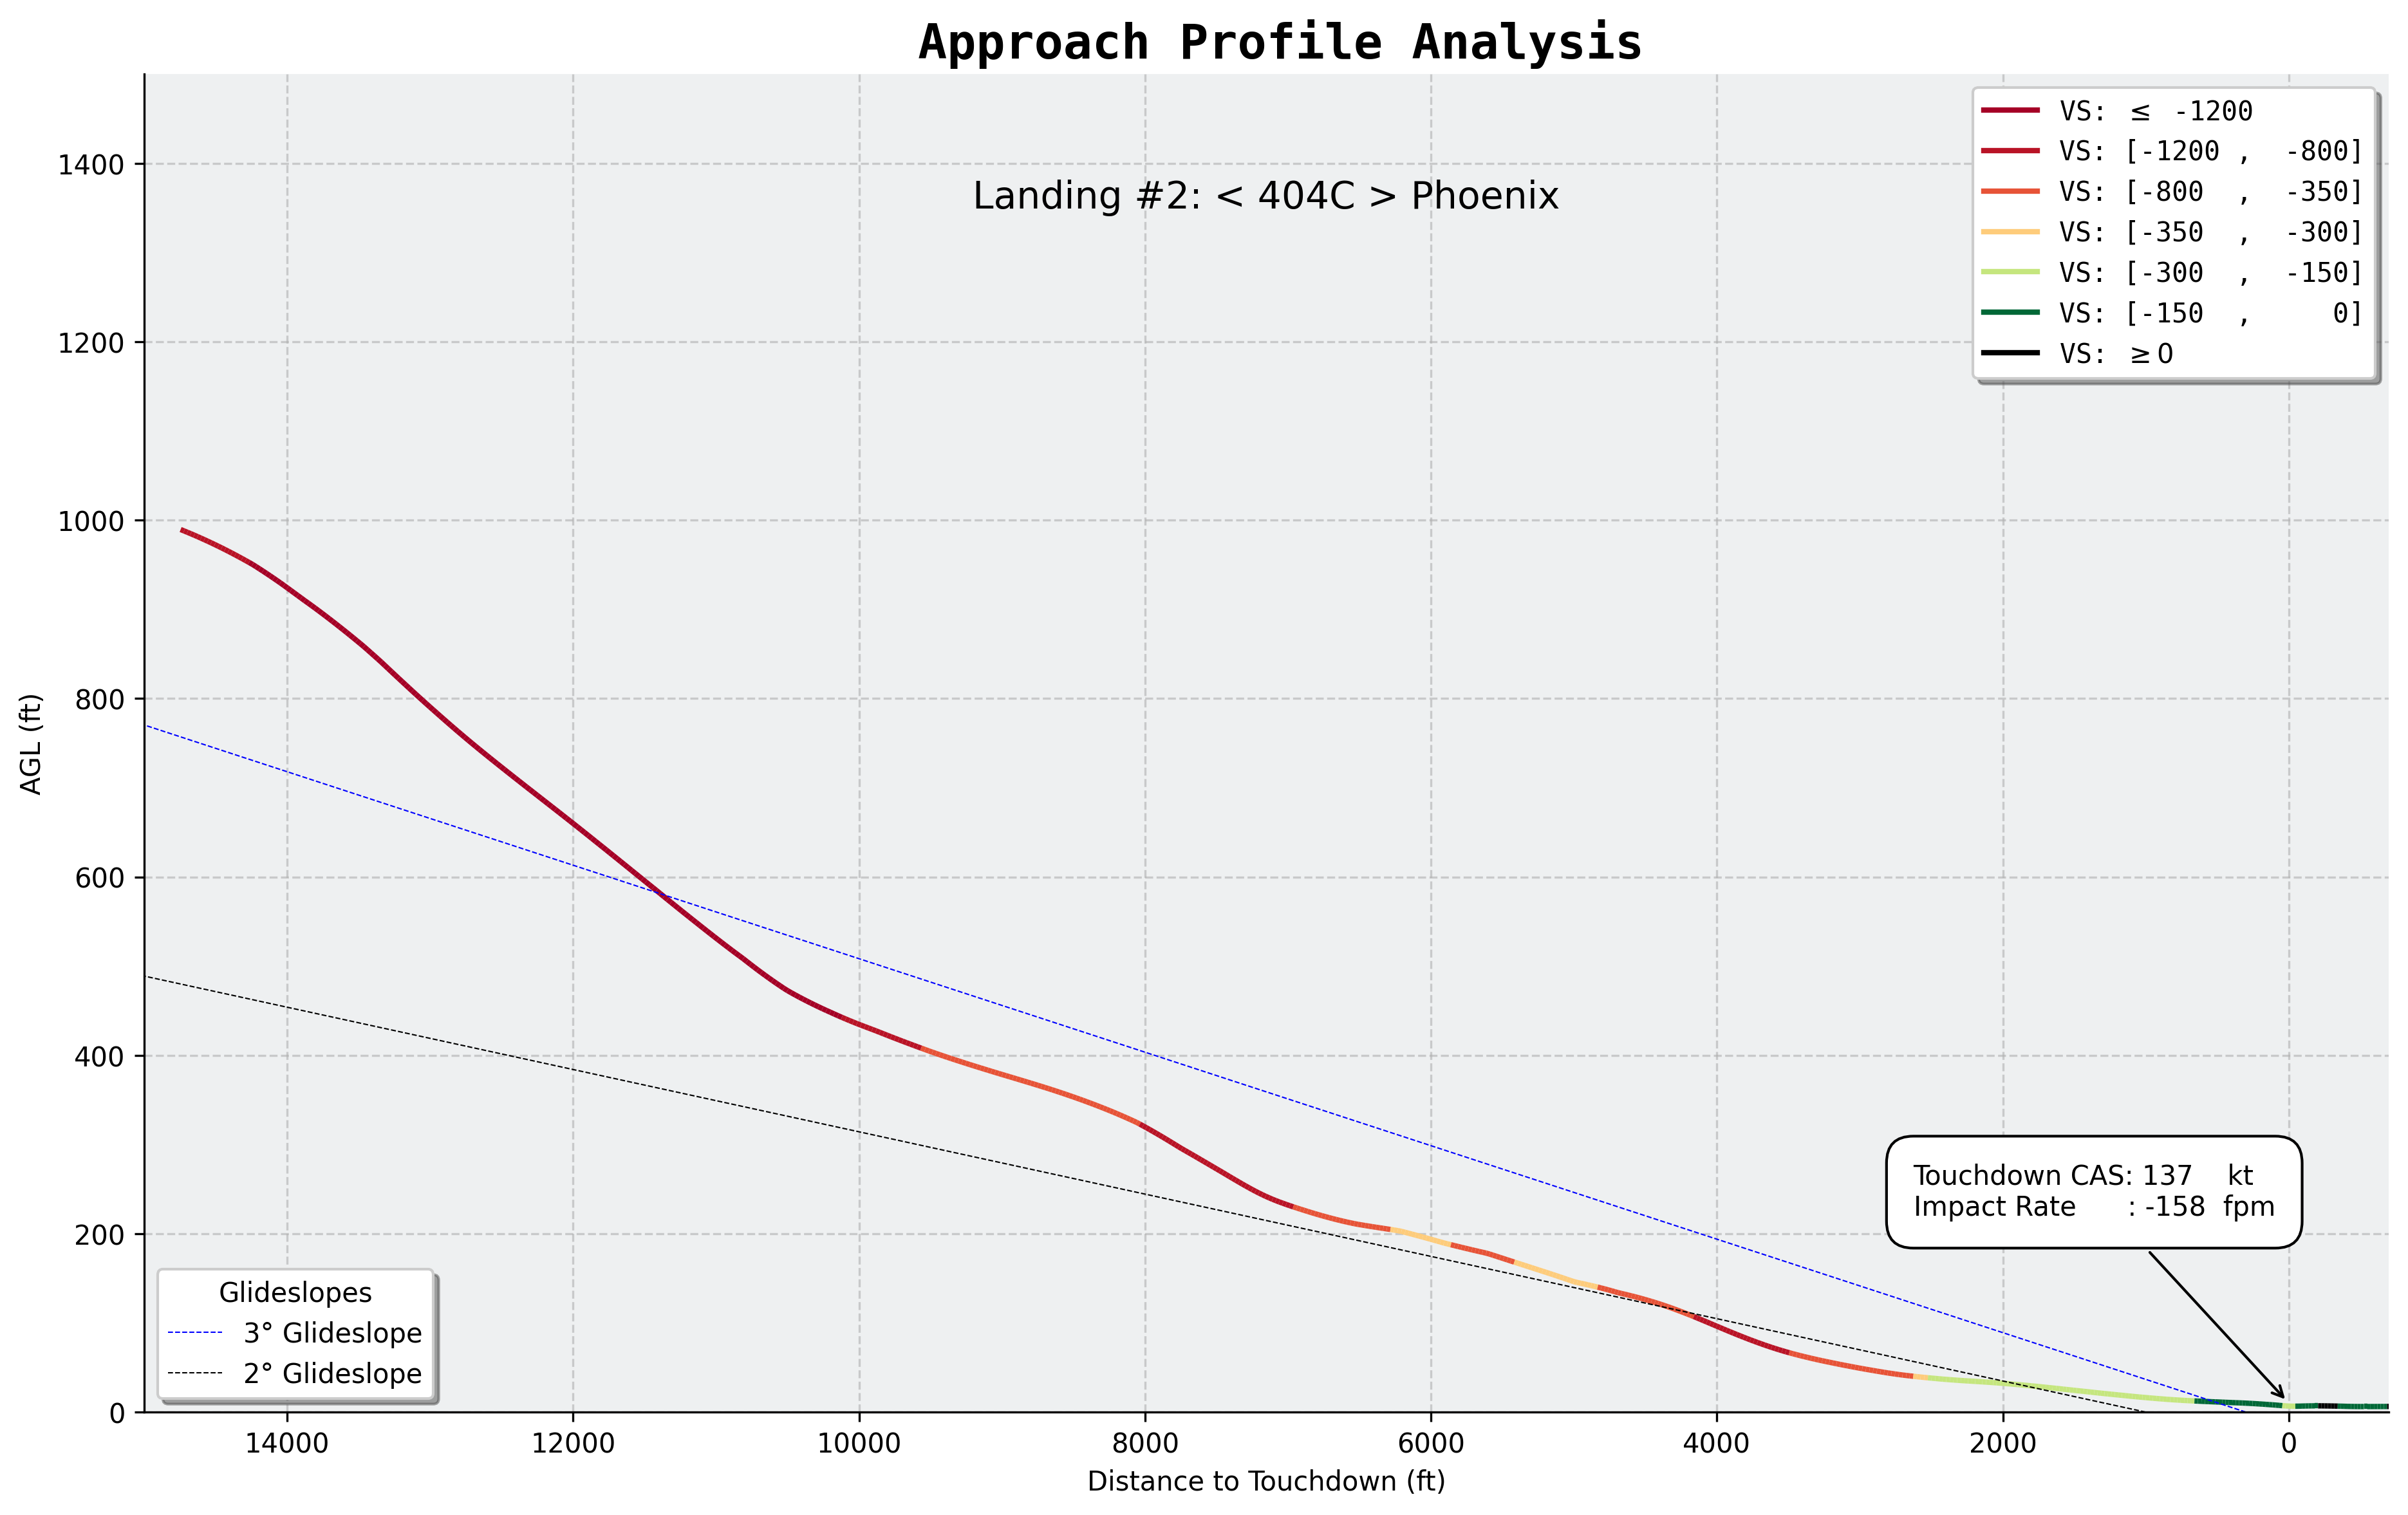 Approach Profile Analysis
Landing #2: < 404C > Phoenix
VS: ≤ -1200
VS: [-1200 , -800]
VS: [-800 , -350]
VS: [-350 , -300]
VS: [-300 , -150]
VS: [-150 , 0]
VS: ≥0
1400
1200
1000
800
600
400
200
0
AGL (ft)
Touchdown CAS: 137 kt
Impact Rate : -158 fpm
Glideslopes
3° Glideslope
2° Glideslope
14000 12000 10000 8000 6000 4000 2000 0
Distance to Touchdown (ft)